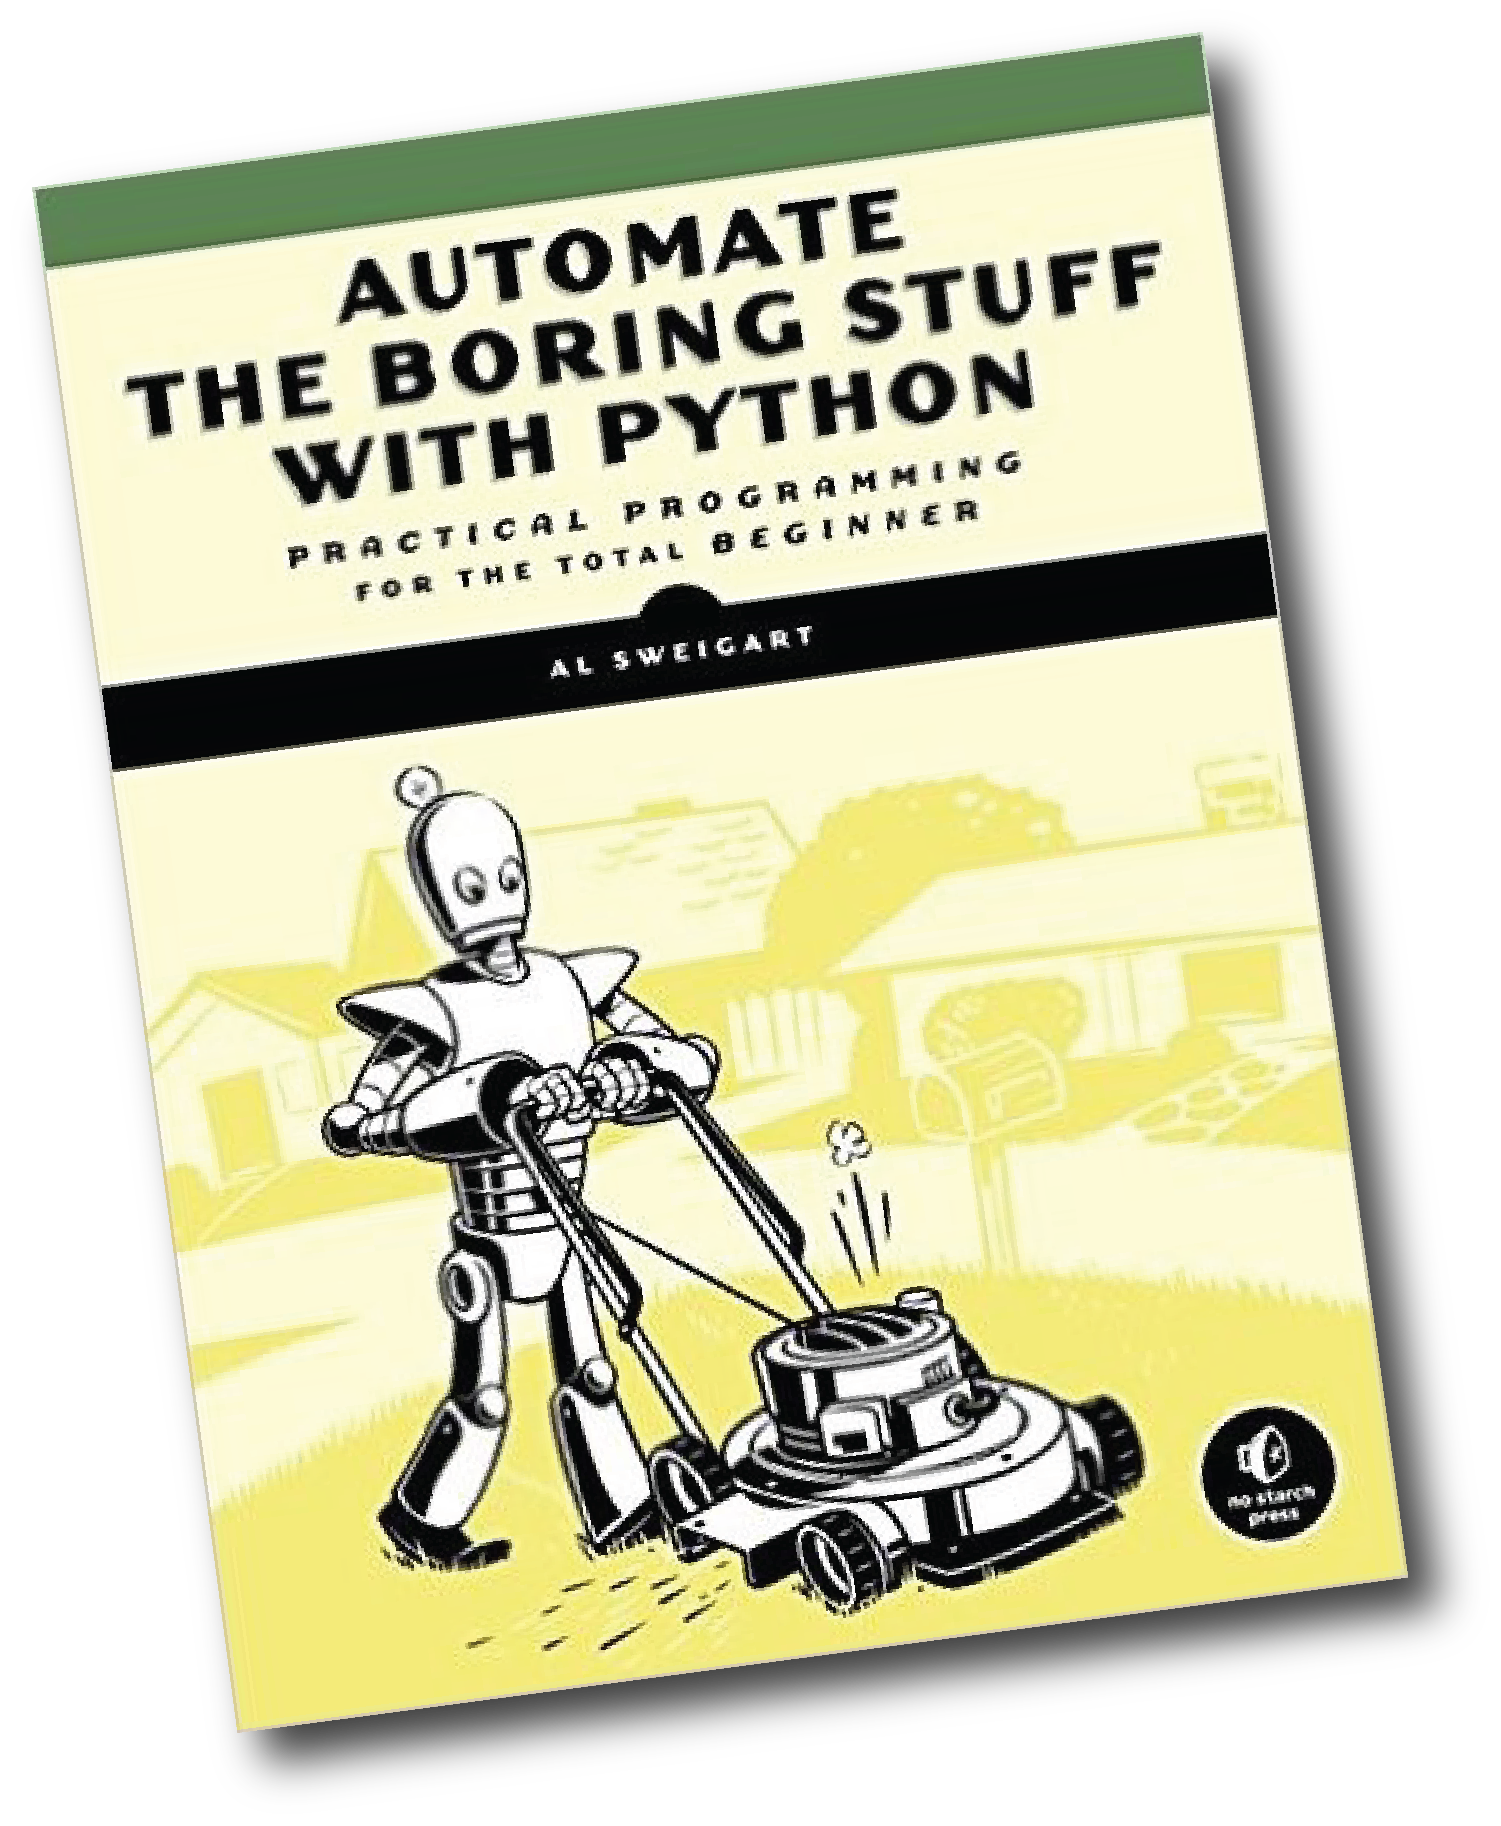 AUTOMATE
THE BORING STUFF
WITH PYTHON
PRACTICAL PROGRAMMING
FOR THE TOTAL BEGINNER
AL SWEIGART
no starch
press